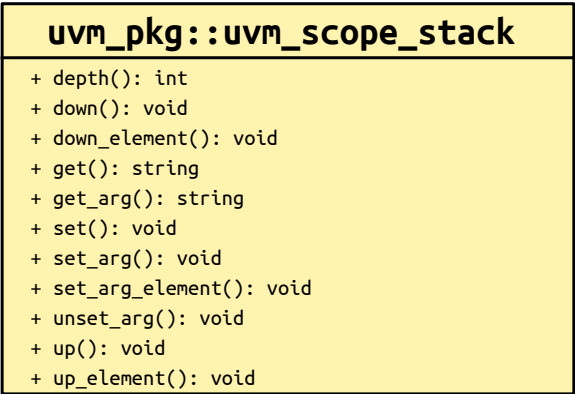 uvm_pkg::uvm_scope_stack
+ depth(): int
+ down(): void
+ down_element(): void
+ get(): string
+ get_arg(): string
+ set(): void
+ set_arg(): void
+ set_arg_element(): void
+ unset_arg(): void
+ up(): void
+ up_element(): void